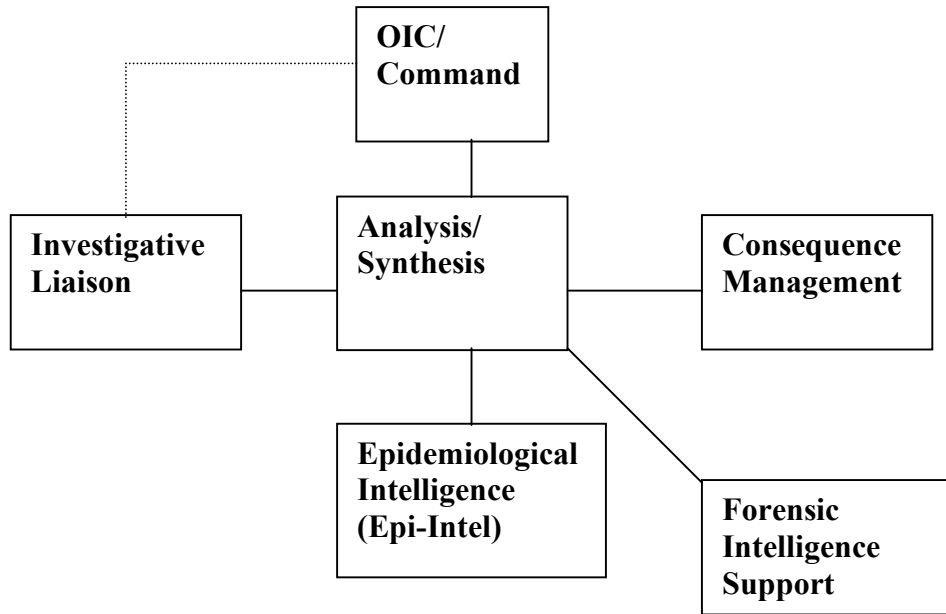 OIC/
Command
Investigative
Liaison
Analysis/
Synthesis
Consequence
Management
Epidemiological
Intelligence
(Epi-Intel)
Forensic
Intelligence
Support